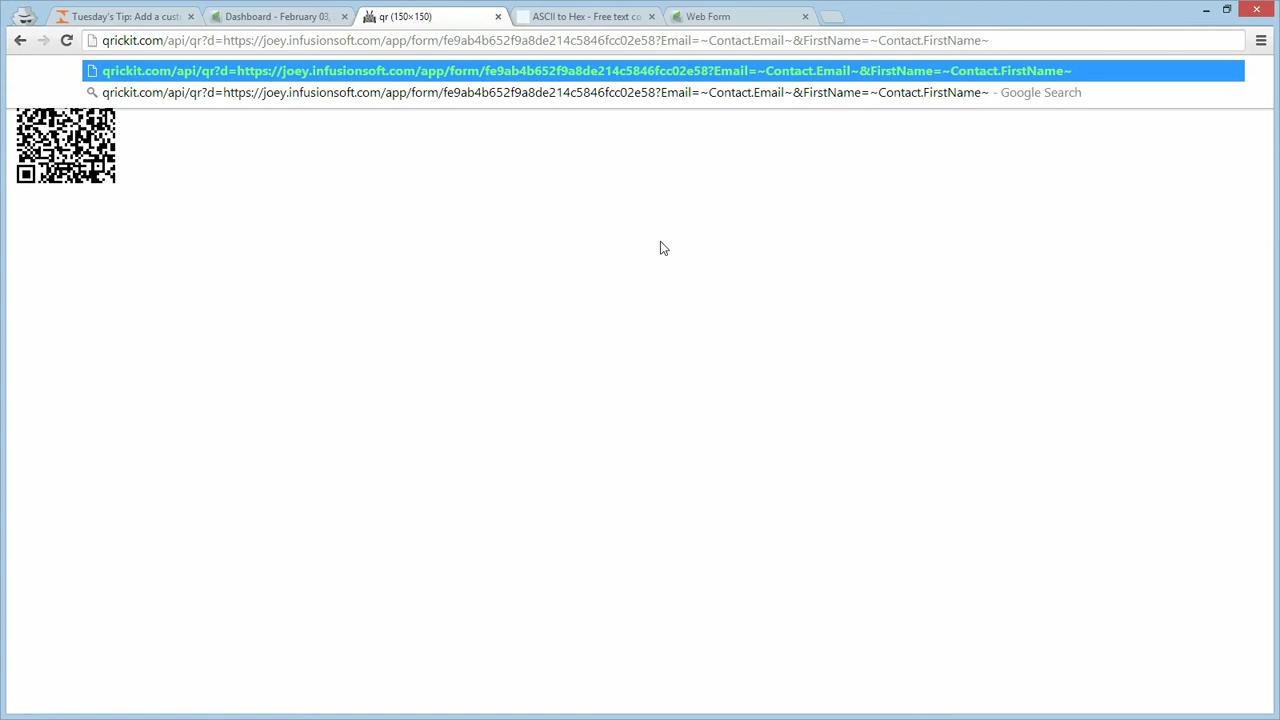 Tuesday's Tip: Add a cust
Dashboard - February 03,
qr (150×150)
ASCII to Hex - Free text co
Web Form
qrickit.com/api/qr?d=https://joey.infusionsoft.com/app/form/fe9ab4b652f9a8de214c5846fcc02e58?Email=~Contact.Email~&FirstName=~Contact.FirstName~
qrickit.com/api/qr?d=https://joey.infusionsoft.com/app/form/fe9ab4b652f9a8de214c5846fcc02e58?Email=~Contact.Email~&FirstName=~Contact.FirstName~
qrickit.com/api/qr?d=https://joey.infusionsoft.com/app/form/fe9ab4b652f9a8de214c5846fcc02e58?Email=~Contact.Email~&FirstName=~Contact.FirstName~ - Google Search